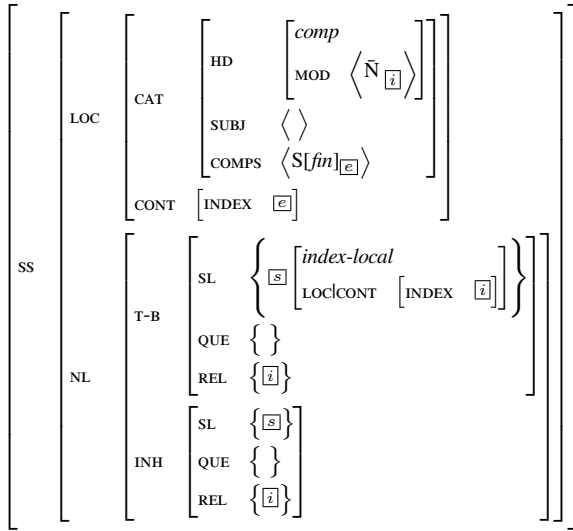 comp
HD
MOD ⟨N̄ [i]⟩
CAT
LOC
SUBJ ⟨ ⟩
COMPS ⟨S[fin][e]⟩
CONT [INDEX [e]]
SS
index-local
SL {[s] [LOC|CONT [INDEX [i]]]}
T-B
QUE { }
REL {[i]}
NL
SL {[s]}
INH QUE { }
REL {[i]}